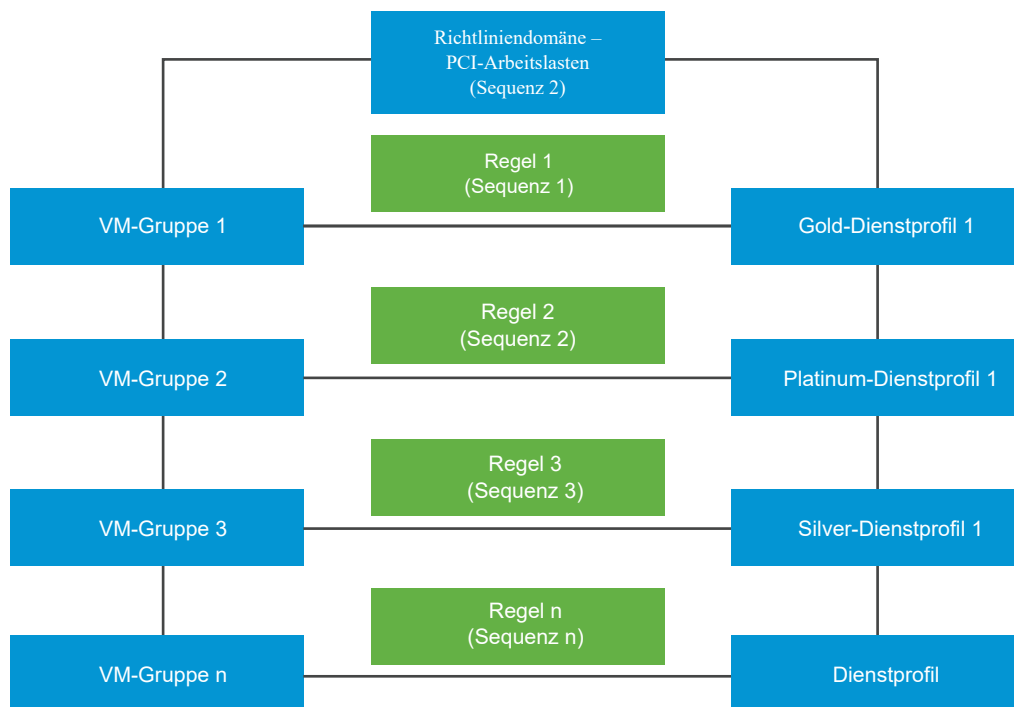 Richtliniendomäne –
PCI-Arbeitslasten
(Sequenz 2)
Regel 1
(Sequenz 1)
VM-Gruppe 1
Gold-Dienstprofil 1
Regel 2
(Sequenz 2)
VM-Gruppe 2
Platinum-Dienstprofil 1
Regel 3
(Sequenz 3)
VM-Gruppe 3
Silver-Dienstprofil 1
Regel n
(Sequenz n)
VM-Gruppe n
Dienstprofil